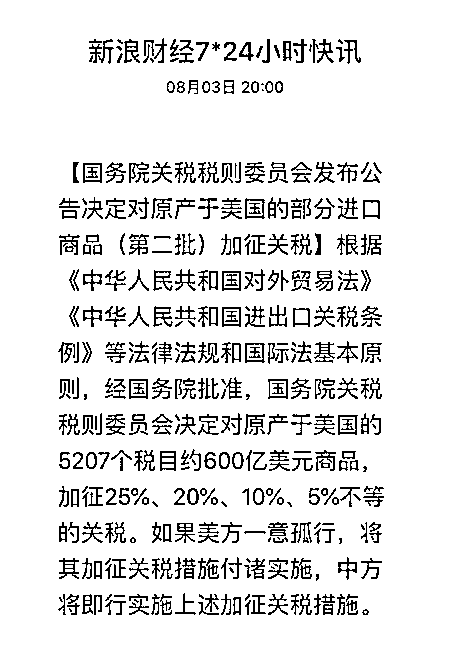 新浪财经7*24小时快讯
08月03日 20:00
【国务院关税税则委员会发布公
告决定对原产于美国的部分进口
商品（第二批）加征关税】根据
《中华人民共和国对外贸易法》
《中华人民共和国进出口关税条
例》等法律法规和国际法基本原
则，经国务院批准，国务院关税
税则委员会决定对原产于美国的
5207个税目约600亿美元商品，
加征25%、20%、10%、5%不等
的关税。如果美方一意孤行，将
其加征关税措施付诸实施，中方
将即行实施上述加征关税措施。